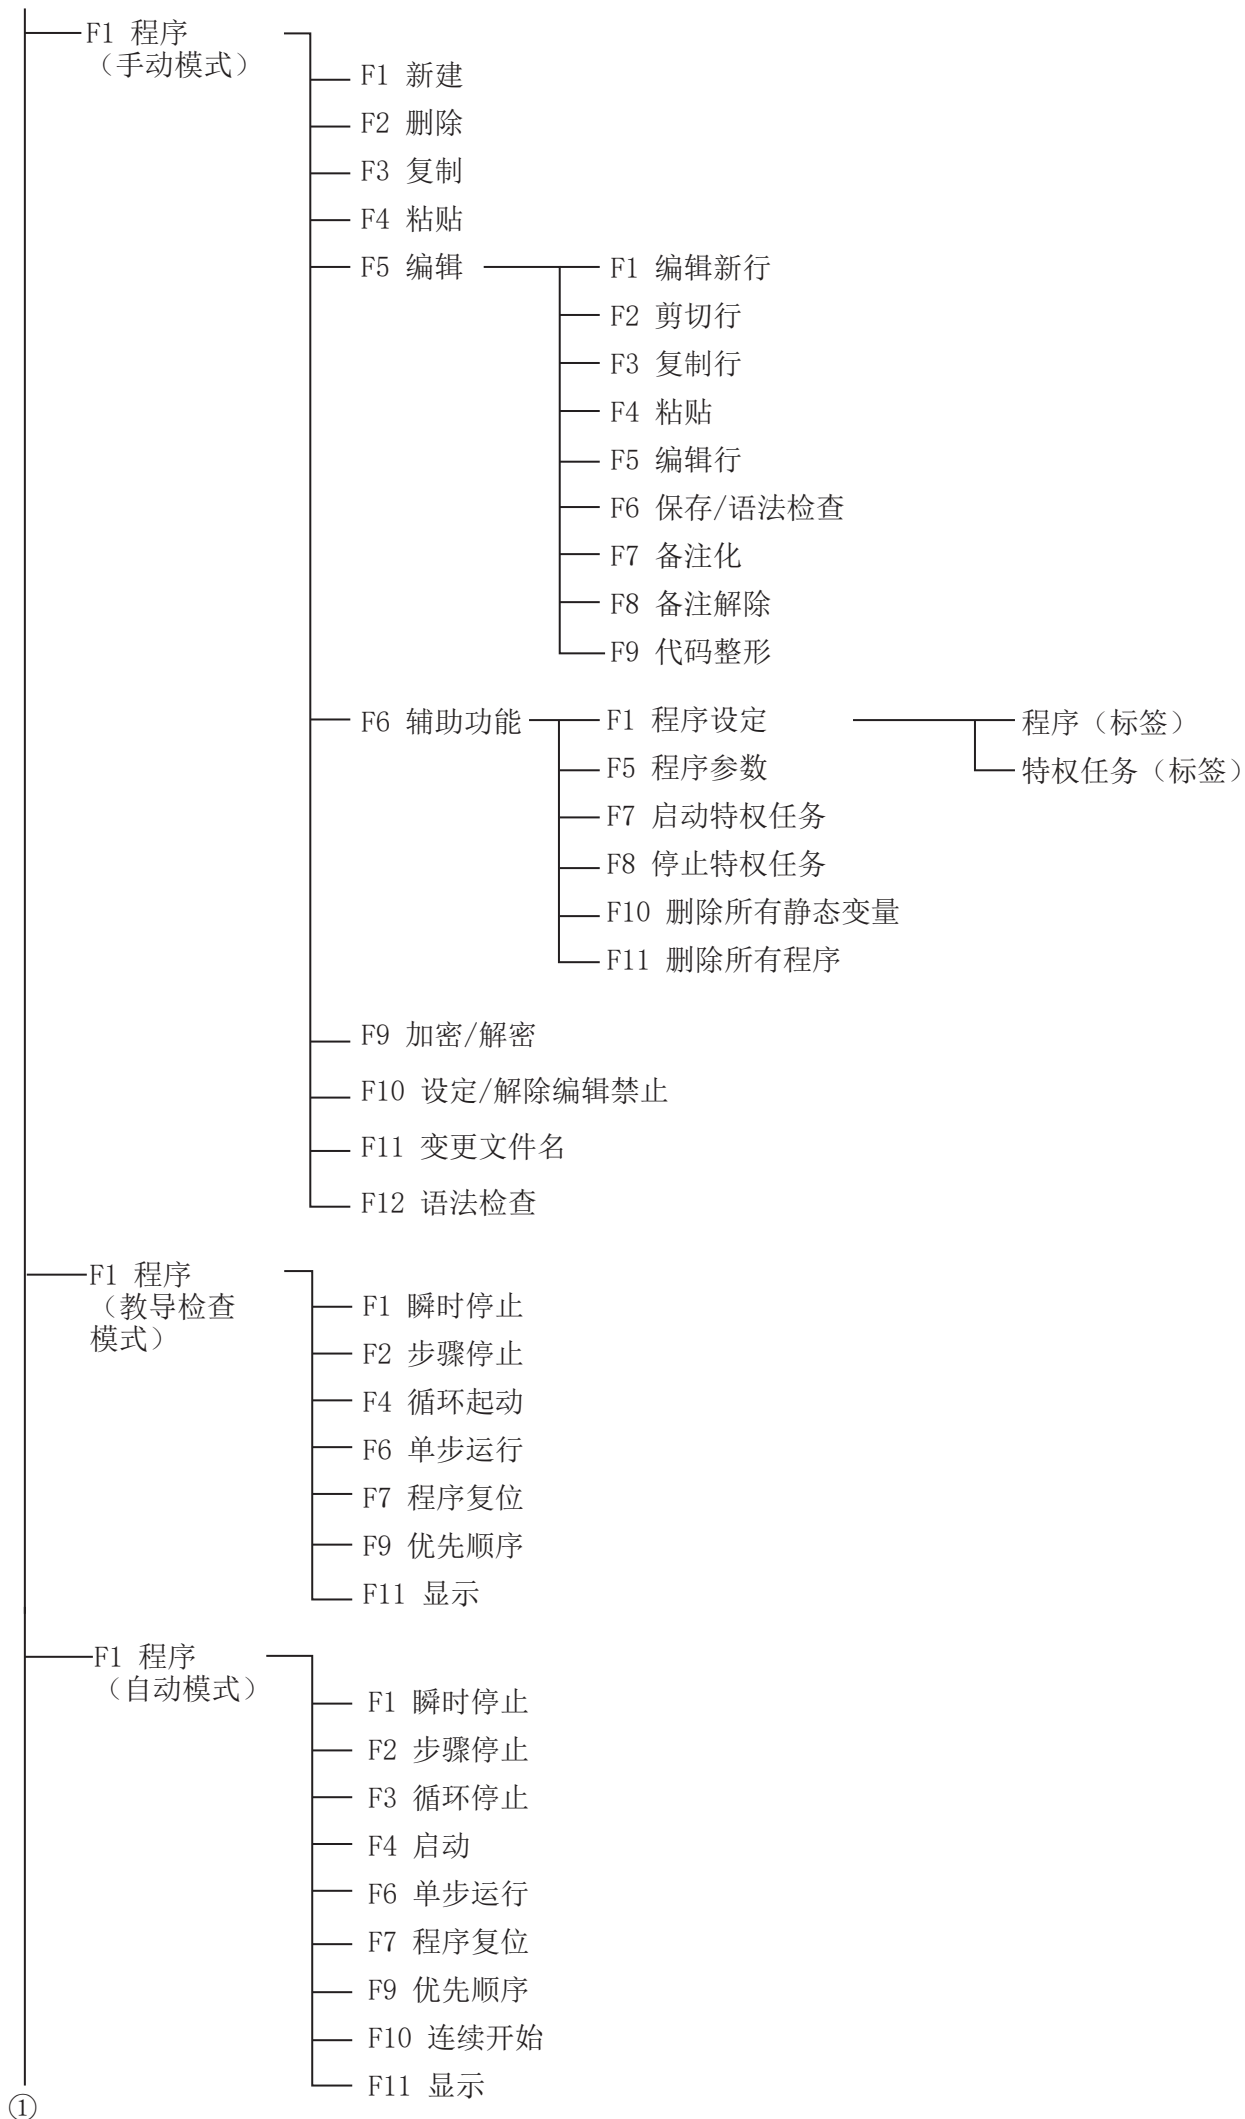 F1 程序
（手动模式）
F1 新建
F2 删除
F3 复制
F4 粘贴
F5 编辑
F1 编辑新行
F2 剪切行
F3 复制行
F4 粘贴
F5 编辑行
F6 保存/语法检查
F7 备注化
F8 备注解除
F9 代码整形
F6 辅助功能
F1 程序设定
程序（标签）
特权任务（标签）
F5 程序参数
F7 启动特权任务
F8 停止特权任务
F10 删除所有静态变量
F11 删除所有程序
F9 加密/解密
F10 设定/解除编辑禁止
F11 变更文件名
F12 语法检查
F1 程序
（教导检查
模式）
F1 瞬时停止
F2 步骤停止
F4 循环起动
F6 单步运行
F7 程序复位
F9 优先顺序
F11 显示
F1 程序
（自动模式）
F1 瞬时停止
F2 步骤停止
F3 循环停止
F4 启动
F6 单步运行
F7 程序复位
F9 优先顺序
F10 连续开始
F11 显示
①